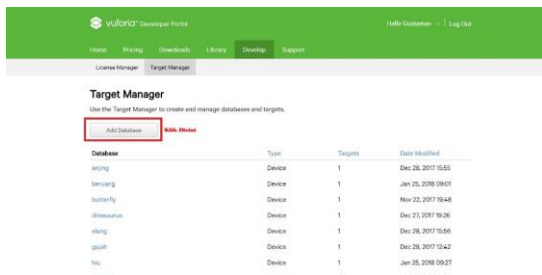 vuforia Developer Portal
Hello Gustaman Log Out
Home Pricing Downloads Library Develop Support
License Manager Target Manager
Target Manager
Use the Target Manager to create and manage databases and targets.
Add Database Klik Disini
Database Type Targets Date Modified
anjing Device 1 Dec 28, 2017 15:55
beruang Device 1 Jan 25, 2018 09:01
butterfly Device 1 Nov 22, 2017 19:48
dinosaurus Device 1 Dec 27, 2017 19:26
elang Device 1 Dec 28, 2017 15:56
gajah Device 1 Dec 28, 2017 12:42
hiu Device 1 Jan 25, 2018 09:27